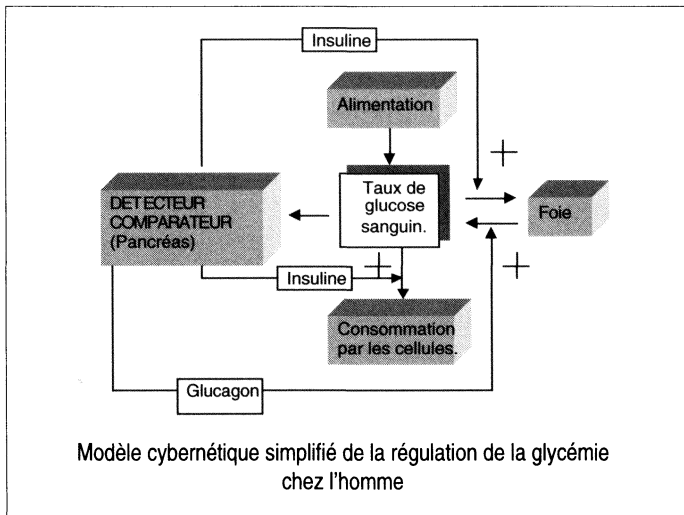 Insuline
Alimentation
+
DETECTEUR
COMPARATEUR
(Pancréas)
Taux de
glucose
sanguin.
Foie
Insuline
+
+
Consommation
par les cellules.
Glucagon
Modèle cybernétique simplifié de la régulation de la glycémie
chez l'homme